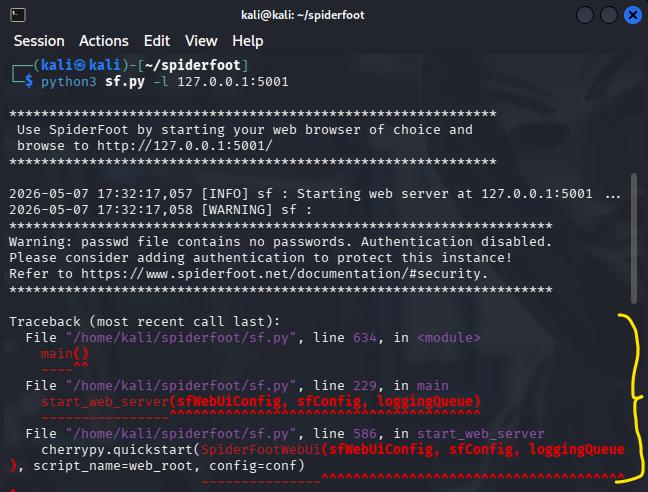 kali@kali: ~/spiderfoot
Session Actions Edit View Help
┌──(kali㉿kali)-[~/spiderfoot]
└─$ python3 sf.py -l 127.0.0.1:5001
*************************************************************
Use SpiderFoot by starting your web browser of choice and
browse to http://127.0.0.1:5001/
*************************************************************
2026-05-07 17:32:17,057 [INFO] sf : Starting web server at 127.0.0.1:5001 ...
2026-05-07 17:32:17,058 [WARNING] sf :
********************************************************************
Warning: passwd file contains no passwords. Authentication disabled.
Please consider adding authentication to protect this instance!
Refer to https://www.spiderfoot.net/documentation/#security.
********************************************************************
Traceback (most recent call last):
File "/home/kali/spiderfoot/sf.py", line 634, in <module>
main()
~~~~^^
File "/home/kali/spiderfoot/sf.py", line 229, in main
start_web_server(sfWebUiConfig, sfConfig, loggingQueue)
~~~~~~~~~~~~~~~~^^^^^^^^^^^^^^^^^^^^^^^^^^^^^^^^^^^^^^^
File "/home/kali/spiderfoot/sf.py", line 586, in start_web_server
cherrypy.quickstart(SpiderFootWebUi(sfWebUiConfig, sfConfig, loggingQueue
), script_name=web_root, config=conf)
~~~~~~~~~~~~~~~^^^^^^^^^^^^^^^^^^^^^^^^^^^^^^^^^^^^^^